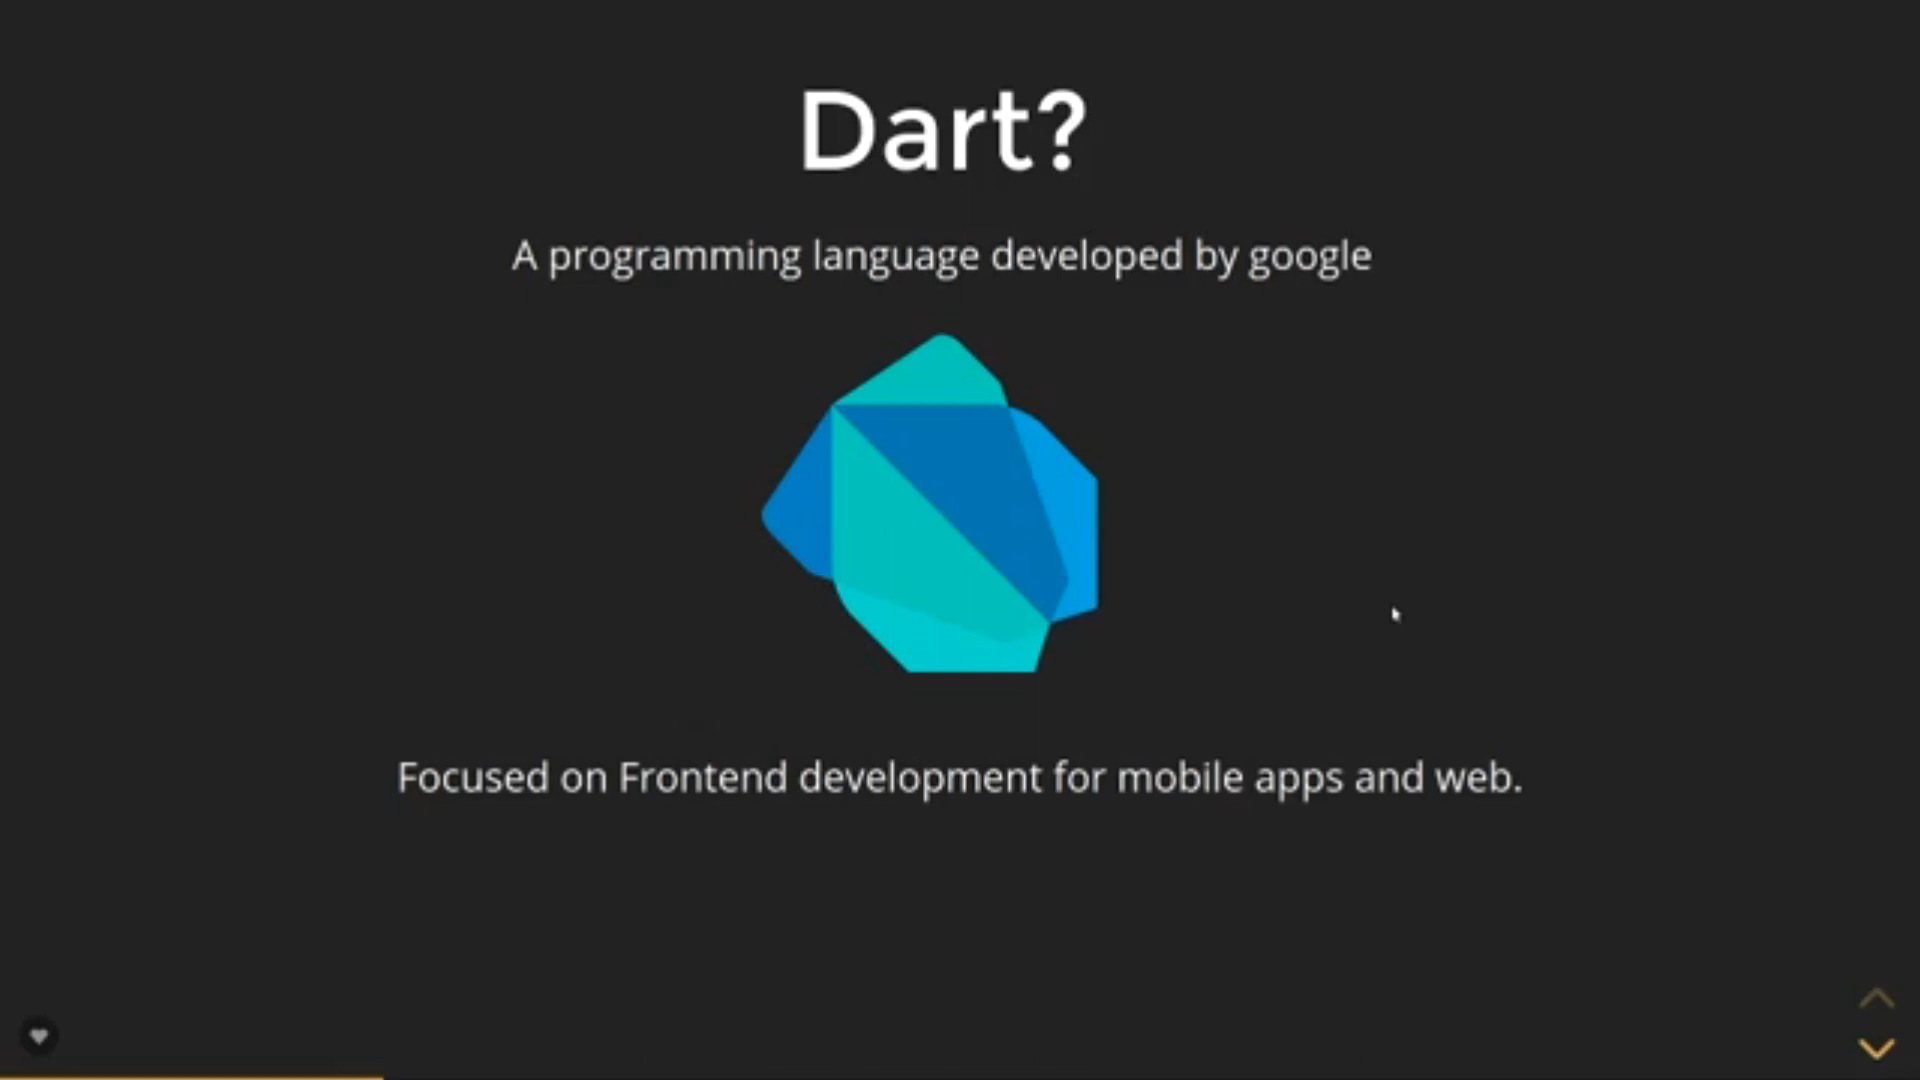 Dart?
A programming language developed by google
Focused on Frontend development for mobile apps and web.